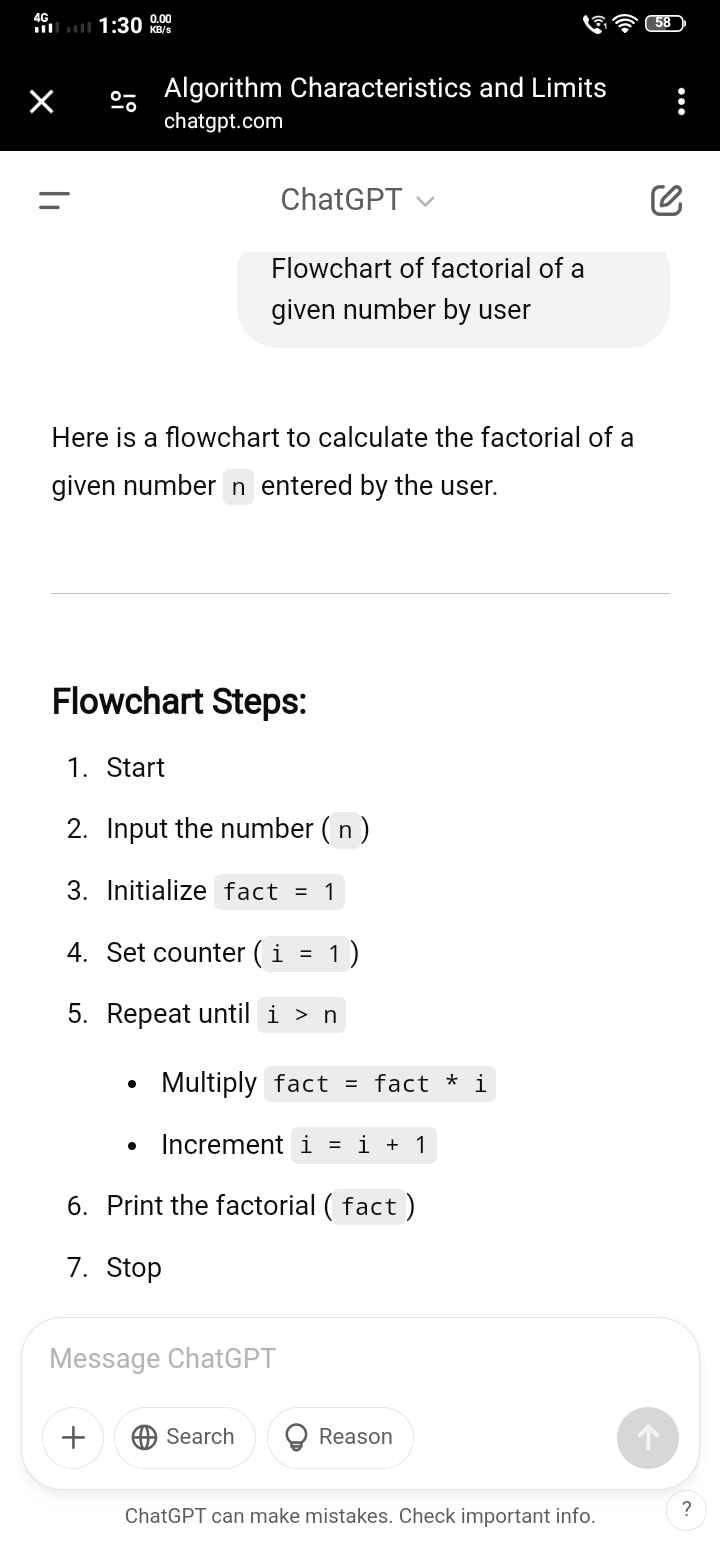 4G 1:30 0.00 KB/s 58
Algorithm Characteristics and Limits
chatgpt.com
ChatGPT
Flowchart of factorial of a
given number by user
Here is a flowchart to calculate the factorial of a
given number n entered by the user.
Flowchart Steps:
1. Start
2. Input the number ( n )
3. Initialize fact = 1
4. Set counter ( i = 1 )
5. Repeat until i > n
• Multiply fact = fact * i
• Increment i = i + 1
6. Print the factorial ( fact )
7. Stop
Message ChatGPT
Search Reason
ChatGPT can make mistakes. Check important info. ?